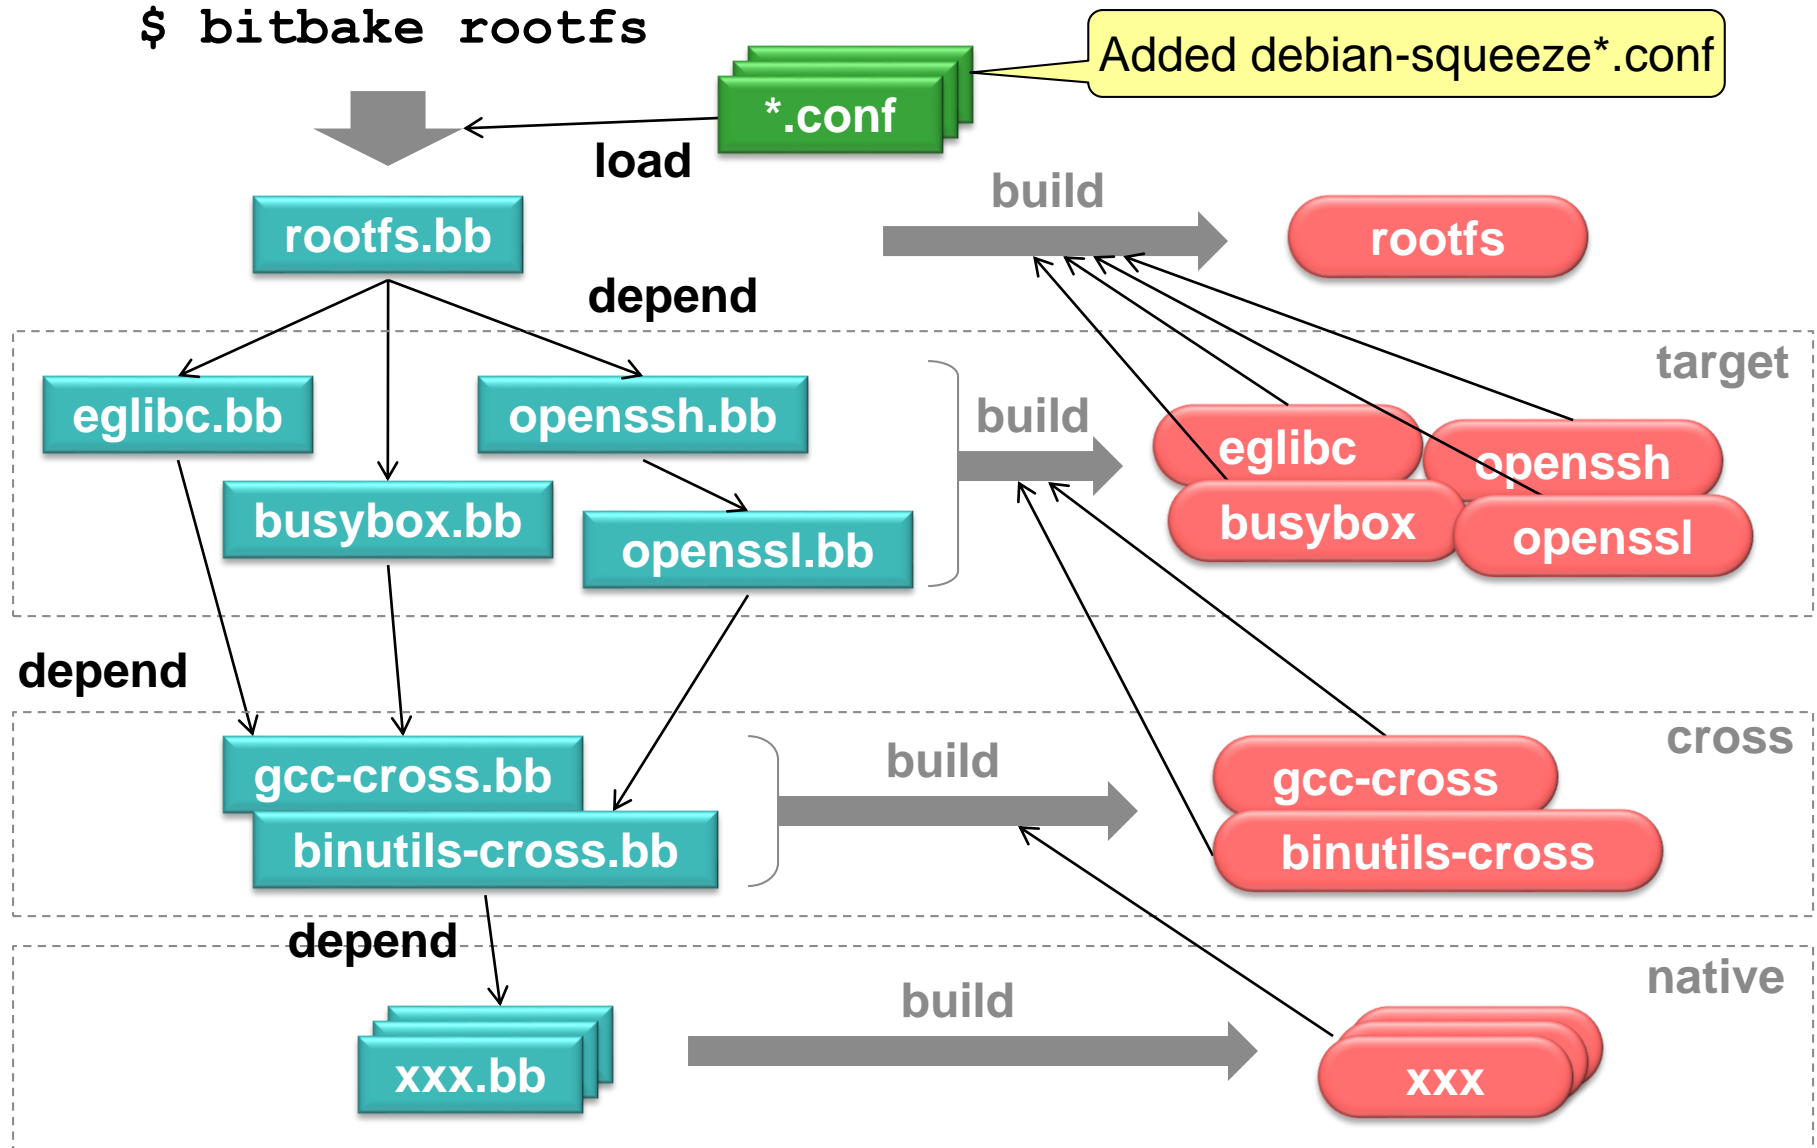 $ bitbake rootfs
Added debian-squeeze*.conf
*.conf
load
build
rootfs.bb
rootfs
depend
target
eglibc.bb
openssh.bb
build
eglibc
openssh
busybox.bb
busybox
openssl.bb
openssl
depend
cross
build
gcc-cross.bb
gcc-cross
binutils-cross.bb
binutils-cross
depend
native
build
xxx.bb
xxx